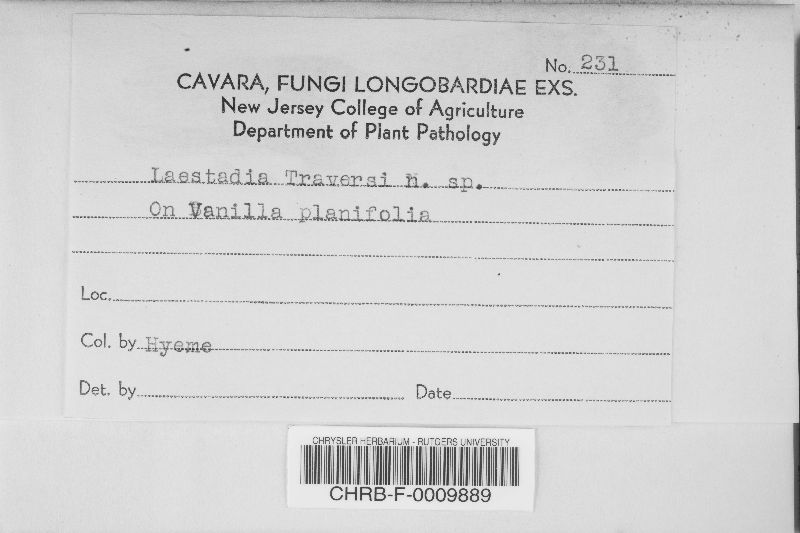 No. 231
CAVARA, FUNGI LONGOBARDIAE EXS.
New Jersey College of Agriculture
Department of Plant Pathology
Laestadia Traversi n. sp.
On Vanilla planifolia
Loc.
Col. by Hyeme
Det. by Date
CHRYSLER HERBARIUM - RUTGERS UNIVERSITY
CHRB-F-0009889